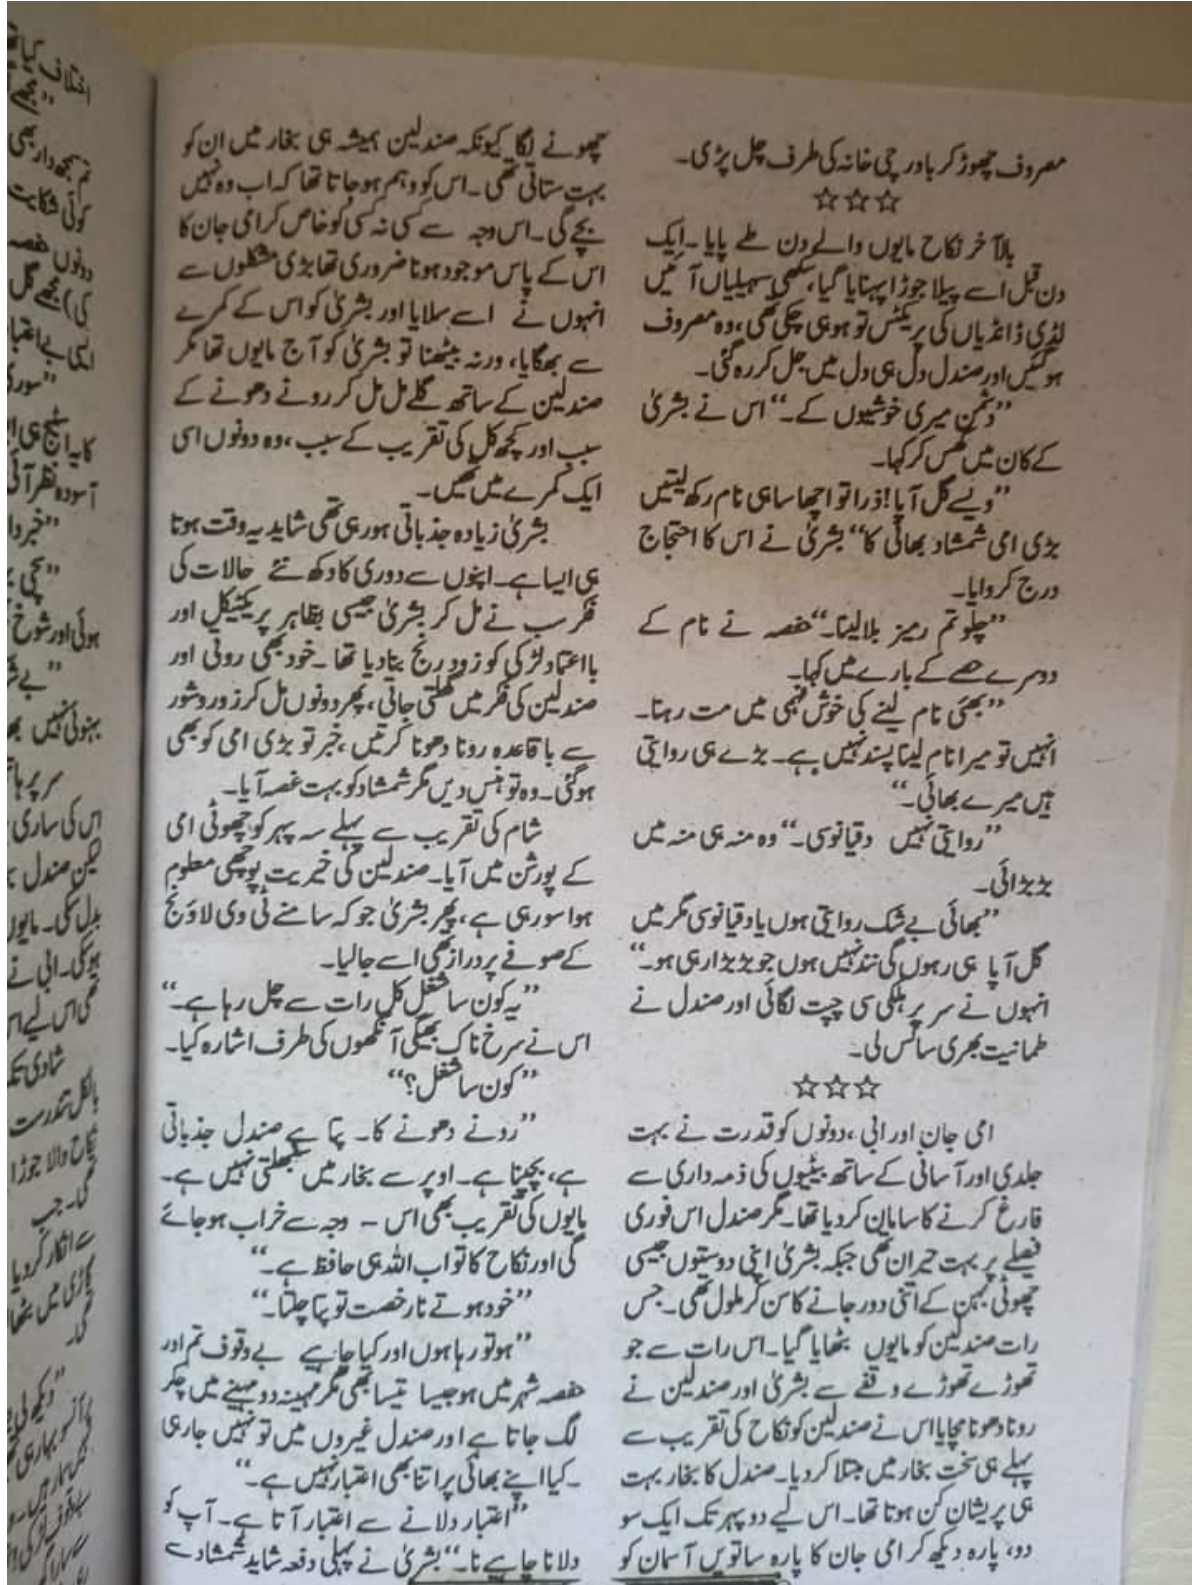 مصروف چھوڑ کر باورچی خانہ کی طرف چل پڑی۔
☆☆☆
بالآخر نکاح مایوں والے دن طے پایا۔ ایک
دن قبل اسے پیلا جوڑا پہنایا گیا، سکھی سہیلیاں آئیں
لڈی ڈانڈیاں کی پریکٹس تو ہو ہی چکی تھی، وہ مصروف
ہوگئیں اور صندل دل ہی دل میں جل کر رہ گئی۔
”دشمن میری خوشیوں کے۔“ اس نے بشریٰ
کے کان میں گھس کر کہا۔
”ویسے گل آپا! ذرا تو اچھا سا ہی نام رکھ لیتیں
بڑی امی شمشاد بھائی کا“ بشریٰ نے اس کا احتجاج
درج کروایا۔
”چلو تم رمیز بلالینا۔“ حفصہ نے نام کے
دوسرے حصے کے بارے میں کہا۔
”بھئی نام لینے کی خوش فہمی میں مت رہنا۔
انہیں تو میرا نام لینا پسند نہیں ہے۔ بڑے ہی روایتی
ہیں میرے بھائی۔“
”روایتی نہیں دقیانوسی۔“ وہ منہ ہی منہ میں
بڑبڑائی۔
”بھائی بے شک روایتی ہوں یا دقیانوسی مگر میں
گل آپا ہی رہوں گی نند نہیں ہوں جو بڑبڑا رہی ہو۔“
انہوں نے سر پر ہلکی سی چپت لگائی اور صندل نے
طمانیت بھری سانس لی۔
☆☆☆
امی جان اور ابی، دونوں کو قدرت نے بہت
جلدی اور آسانی کے ساتھ بیٹیوں کی ذمہ داری سے
فارغ کرنے کا سامان کر دیا تھا۔ مگر صندل اس فوری
فیصلے پر بہت حیران تھی جبکہ بشریٰ اپنی دوستوں جیسی
چھوٹی بہن کے اتنی دور جانے کا سن کر ملول تھی۔ جس
رات صندلین کو مایوں بٹھایا گیا۔ اس رات سے جو
تھوڑے تھوڑے وقفے سے بشریٰ اور صندلین نے
رونا دھونا مچایا اس نے صندلین کو نکاح کی تقریب سے
پہلے ہی سخت بخار میں مبتلا کر دیا۔ صندل کا بخار بہت
ہی پریشان کن ہوتا تھا۔ اس لیے دوپہر تک ایک سو
دو، پارہ دیکھ کر امی جان کا پارہ ساتویں آسمان کو
چھونے لگا کیونکہ صندلین ہمیشہ ہی بخار میں ان کو
بہت ستاتی تھی۔ اس کو وہم ہو جاتا تھا کہ اب وہ نہیں
بچے گی۔ اس وجہ سے کسی نہ کسی کو خاص کر امی جان کا
اس کے پاس موجود ہونا ضروری تھا بڑی مشکلوں سے
انہوں نے اسے سلایا اور بشریٰ کو اس کے کمرے
سے بھگایا، ورنہ بیٹھنا تو بشریٰ کو آج مایوں تھا مگر
صندلین کے ساتھ گلے مل مل کر رونے دھونے کے
سبب اور کچھ کل کی تقریب کے سبب، وہ دونوں اسی
ایک کمرے میں تھیں۔
بشریٰ زیادہ جذباتی ہو رہی تھی شاید یہ وقت ہوتا
ہی ایسا ہے۔ اپنوں سے دوری کا دکھ نئے حالات کی
فکر سب نے مل کر بشریٰ جیسی بظاہر پریکٹیکل اور
بااعتماد لڑکی کو زود رنج بنا دیا تھا۔ خود بھی روتی اور
صندلین کی فکر میں گھلتی جاتی، پھر دونوں مل کر زور و شور
سے باقاعدہ رونا دھونا کرتیں، خبر تو بڑی امی کو بھی
ہوگئی۔ وہ تو ہنس دیں مگر شمشاد کو بہت غصہ آیا۔
شام کی تقریب سے پہلے سہ پہر کو چھوٹی امی
کے پورشن میں آیا۔ صندلین کی خیریت پوچھی معلوم
ہوا سو رہی ہے، پھر بشریٰ جو کہ سامنے ٹی وی لاؤنج
کے صوفے پر دراز تھی اسے جالیا۔
”یہ کون سا شغل کل رات سے چل رہا ہے۔“
اس نے سرخ ناک بھیگی آنکھوں کی طرف اشارہ کیا۔
”کون سا شغل؟“
”رونے دھونے کا۔ پتا ہے صندل جذباتی
ہے، بچپنا ہے۔ اوپر سے بخار میں سنبھلتی نہیں ہے۔
مایوں کی تقریب بھی اس – وجہ سے خراب ہو جائے
گی اور نکاح کا تو اب اللہ ہی حافظ ہے۔“
”خود ہوتے نا رخصت تو پتا چلتا۔“
”ہو تو رہا ہوں اور کیا چاہیے بے وقوف تم اور
حفصہ شہر میں ہو جیسا تیسا بھی مگر مہینہ دو مہینے میں چکر
لگ جاتا ہے اور صندل غیروں میں تو نہیں جا رہی
۔ کیا اپنے بھائی پر اتنا بھی اعتبار نہیں ہے۔“
”اعتبار دلانے سے اعتبار آتا ہے۔ آپ کو
دلانا چاہیے نا۔“ بشریٰ نے پہلی دفعہ شاید شمشاد سے